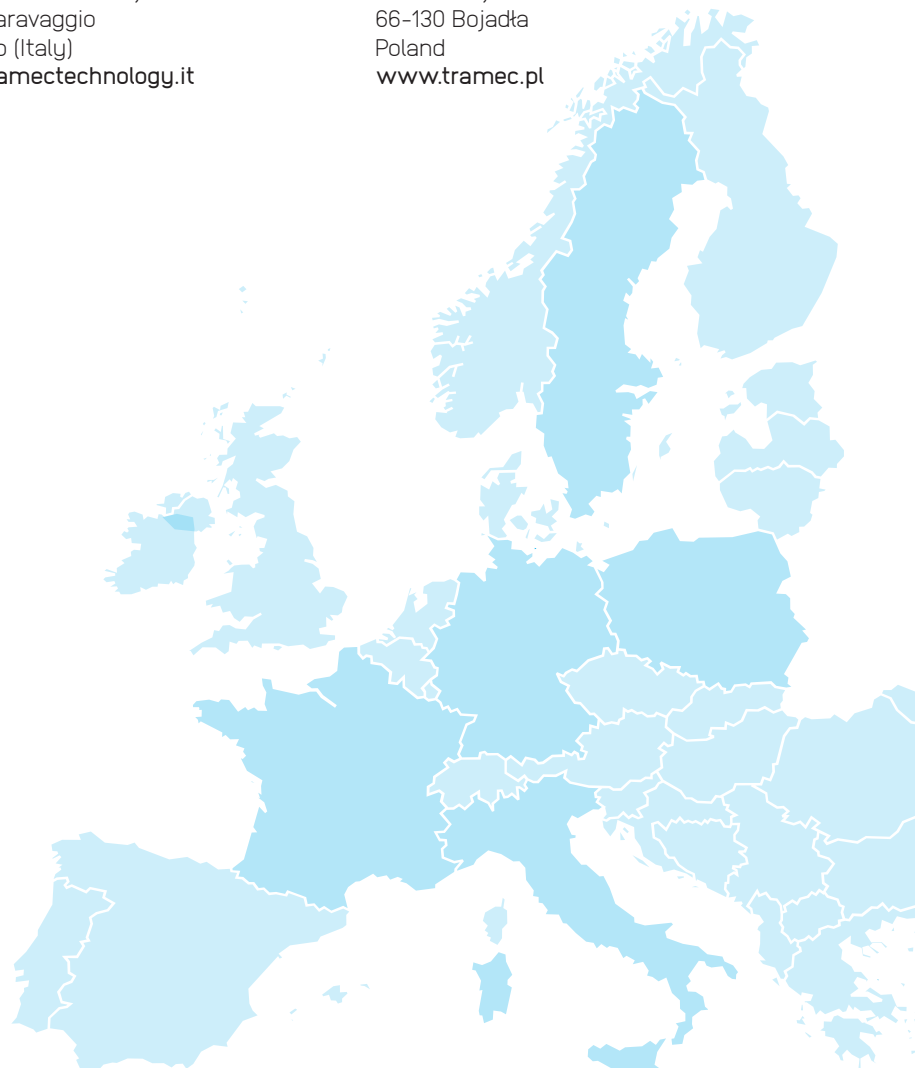 aravaggio
o (Italy)
amectechnology.it
66-130 Bojadła
Poland
www.tramec.pl